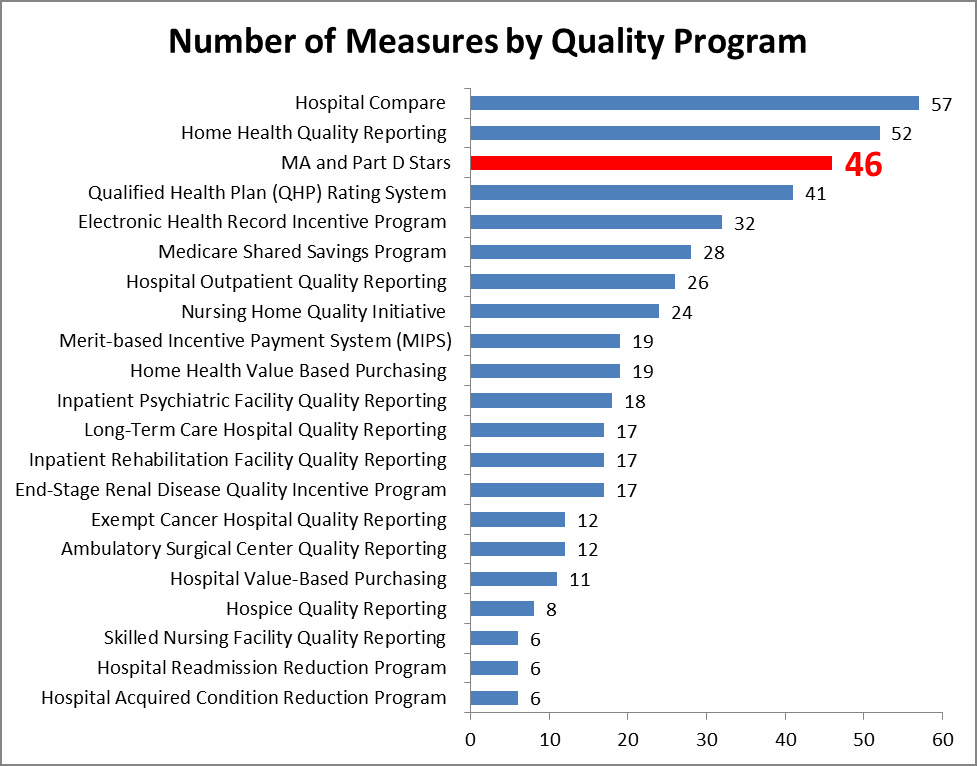 Number of Measures by Quality Program
Hospital Compare 57
Home Health Quality Reporting 52
MA and Part D Stars 46
Qualified Health Plan (QHP) Rating System 41
Electronic Health Record Incentive Program 32
Medicare Shared Savings Program 28
Hospital Outpatient Quality Reporting 26
Nursing Home Quality Initiative 24
Merit-based Incentive Payment System (MIPS) 19
Home Health Value Based Purchasing 19
Inpatient Psychiatric Facility Quality Reporting 18
Long-Term Care Hospital Quality Reporting 17
Inpatient Rehabilitation Facility Quality Reporting 17
End-Stage Renal Disease Quality Incentive Program 17
Exempt Cancer Hospital Quality Reporting 12
Ambulatory Surgical Center Quality Reporting 12
Hospital Value-Based Purchasing 11
Hospice Quality Reporting 8
Skilled Nursing Facility Quality Reporting 6
Hospital Readmission Reduction Program 6
Hospital Acquired Condition Reduction Program 6
0 10 20 30 40 50 60